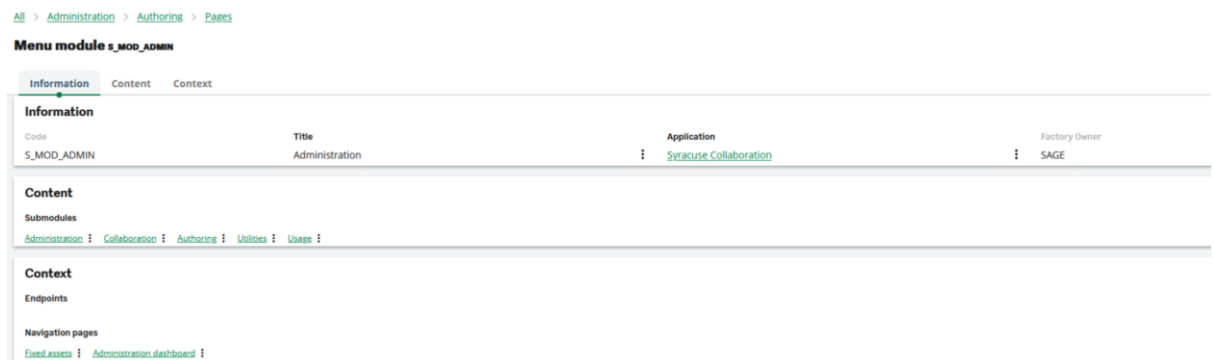 All > Administration > Authoring > Pages
Menu module S_MOD_ADMIN
Information Content Context
Information
Code Title Application Factory Owner
S_MOD_ADMIN Administration Syracuse Collaboration SAGE
Content
Submodules
Administration Collaboration Authoring Utilities Usage
Context
Endpoints
Navigation pages
Fixed assets Administration dashboard